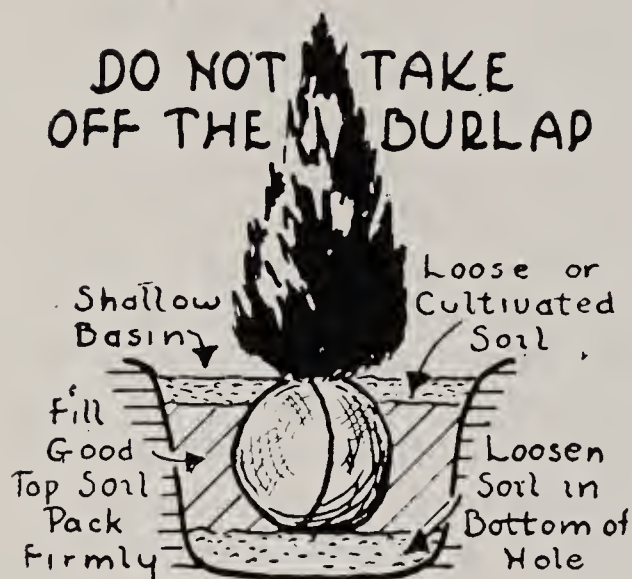 DO NOT TAKE
OFF THE BURLAP
Shallow
Basin
Loose or
Cultivated
Soil
Fill
Good
Top Soil
Pack
Firmly
Loosen
Soil in
Bottom of
Hole